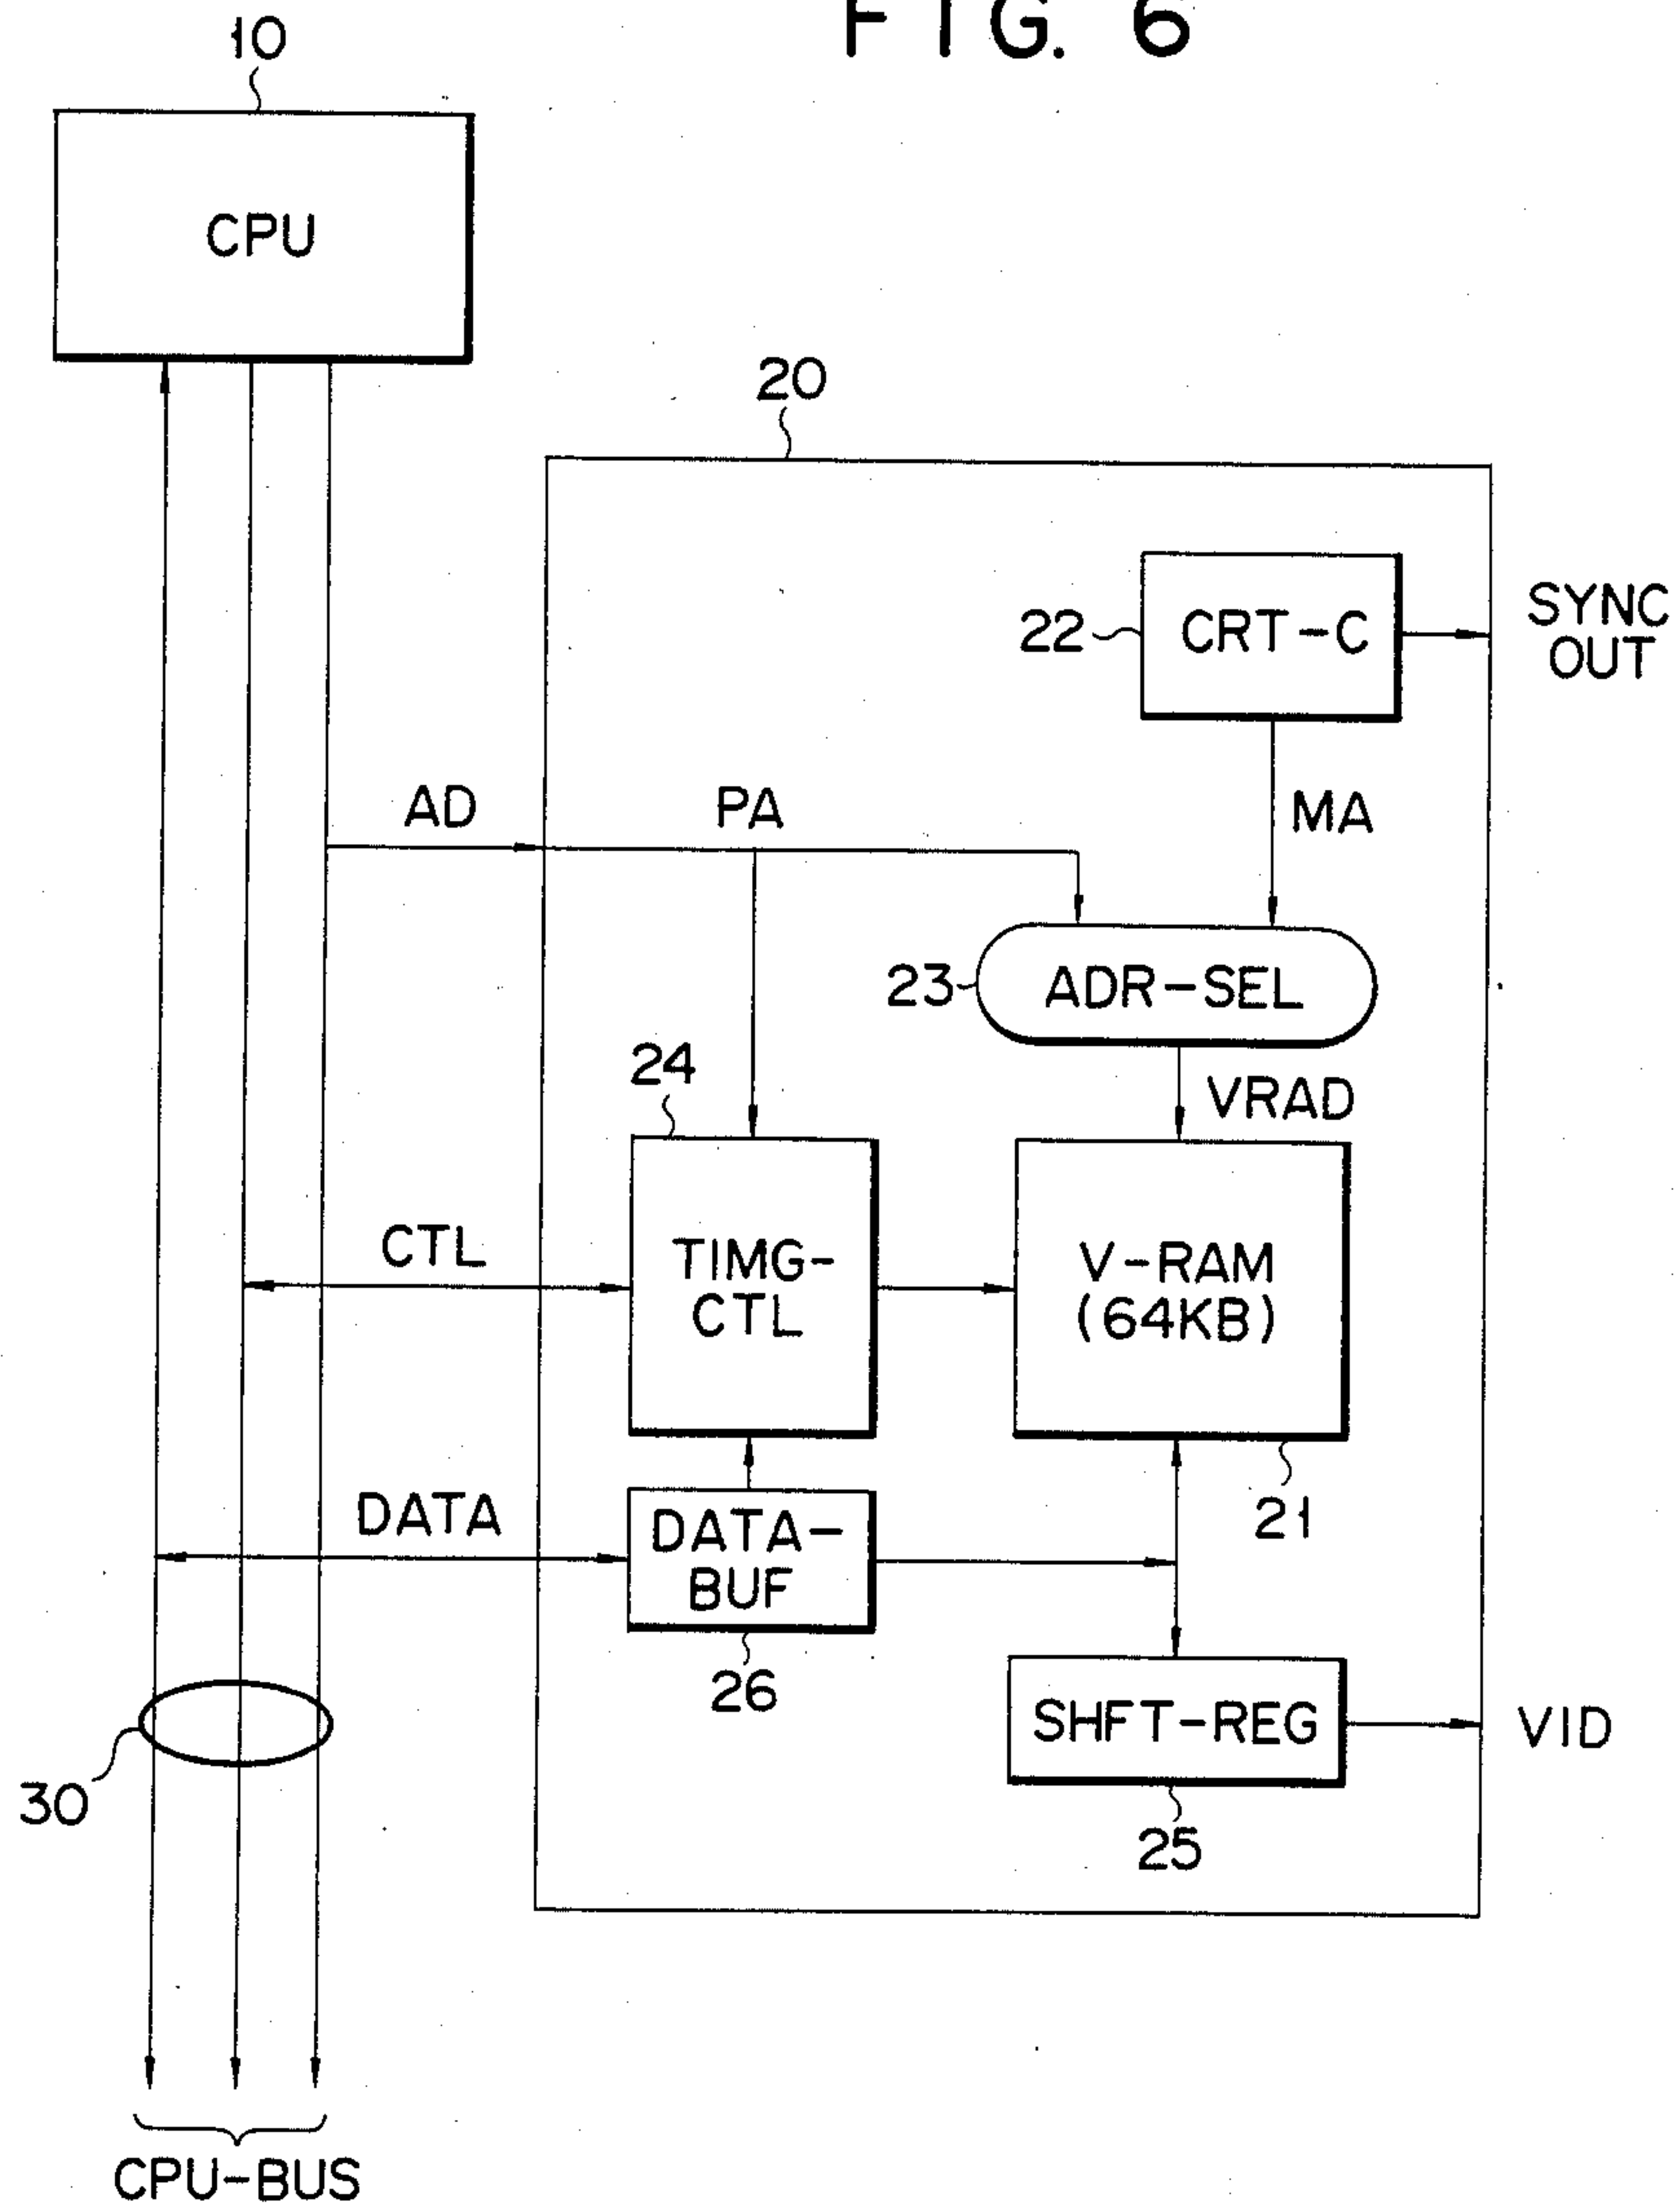 FIG. 6
10
CPU
20
22
CRT-C
SYNC
OUT
AD
PA
MA
23
ADR-SEL
24
VRAD
CTL
TIMG-
CTL
V-RAM
(64KB)
21
DATA
DATA-
BUF
26
SHFT-REG
VID
30
25
CPU-BUS